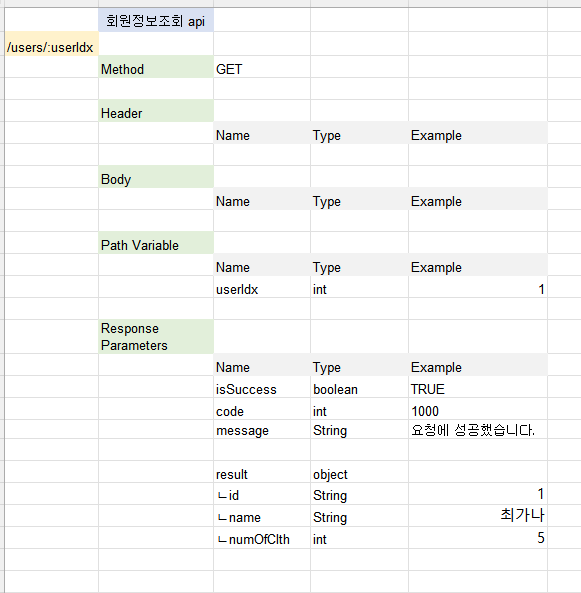 회원정보조회 api
/users/:userIdx
Method GET
Header
Name Type Example
Body
Name Type Example
Path Variable
Name Type Example
userIdx int 1
Response
Parameters
Name Type Example
isSuccess boolean TRUE
code int 1000
message String 요청에 성공했습니다.
result object
ㄴid String 1
ㄴname String 최가나
ㄴnumOfClth int 5